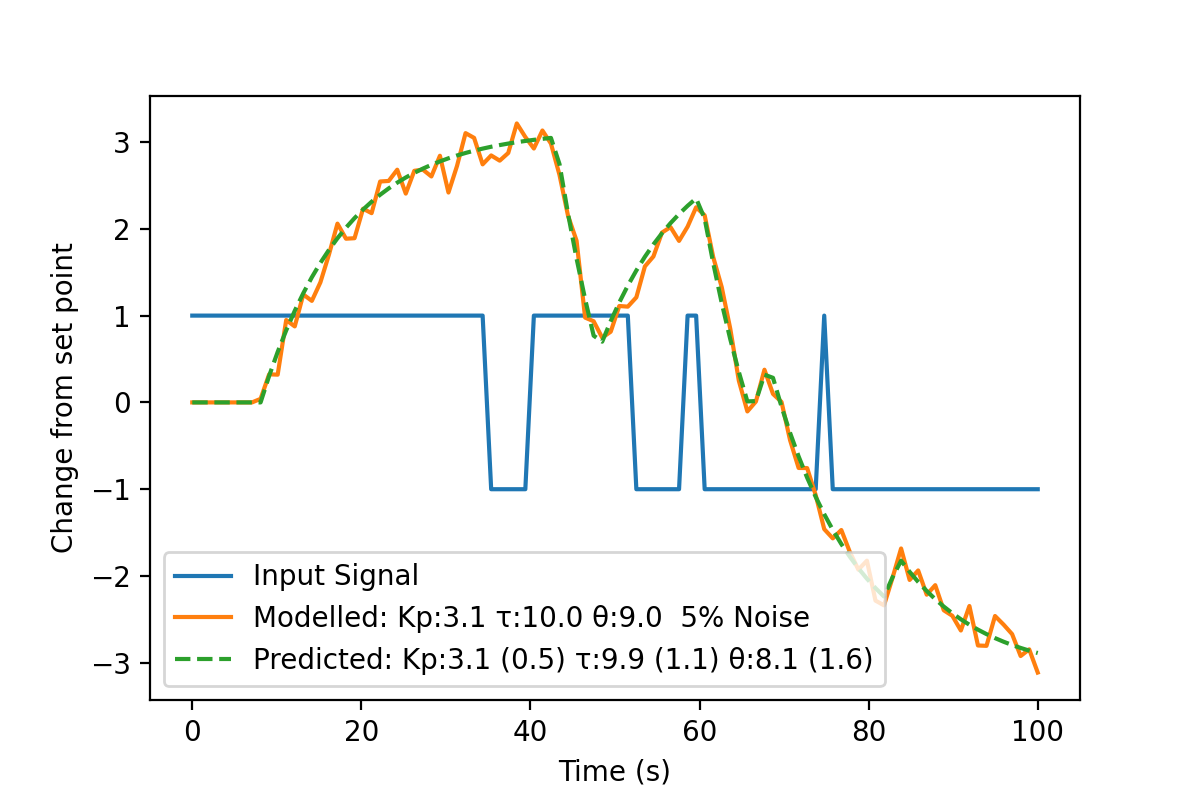 3
2
1
0
−1
−2
−3
Change from set point
Input Signal
Modelled: Kp:3.1 τ:10.0 θ:9.0  5% Noise
Predicted: Kp:3.1 (0.5) τ:9.9 (1.1) θ:8.1 (1.6)
0 20 40 60 80 100
Time (s)